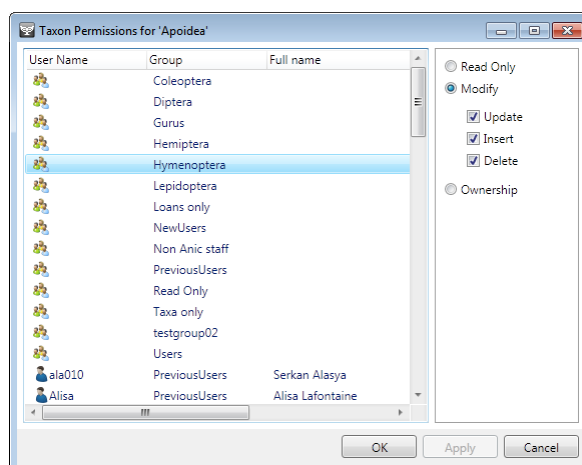 Taxon Permissions for 'Apoidea'
User Name Group Full name
Coleoptera
Diptera
Gurus
Hemiptera
Hymenoptera
Lepidoptera
Loans only
NewUsers
Non Anic staff
PreviousUsers
Read Only
Taxa only
testgroup02
Users
ala010 PreviousUsers Serkan Alasya
Alisa PreviousUsers Alisa Lafontaine
Read Only
Modify
Update
Insert
Delete
Ownership
OK Apply Cancel